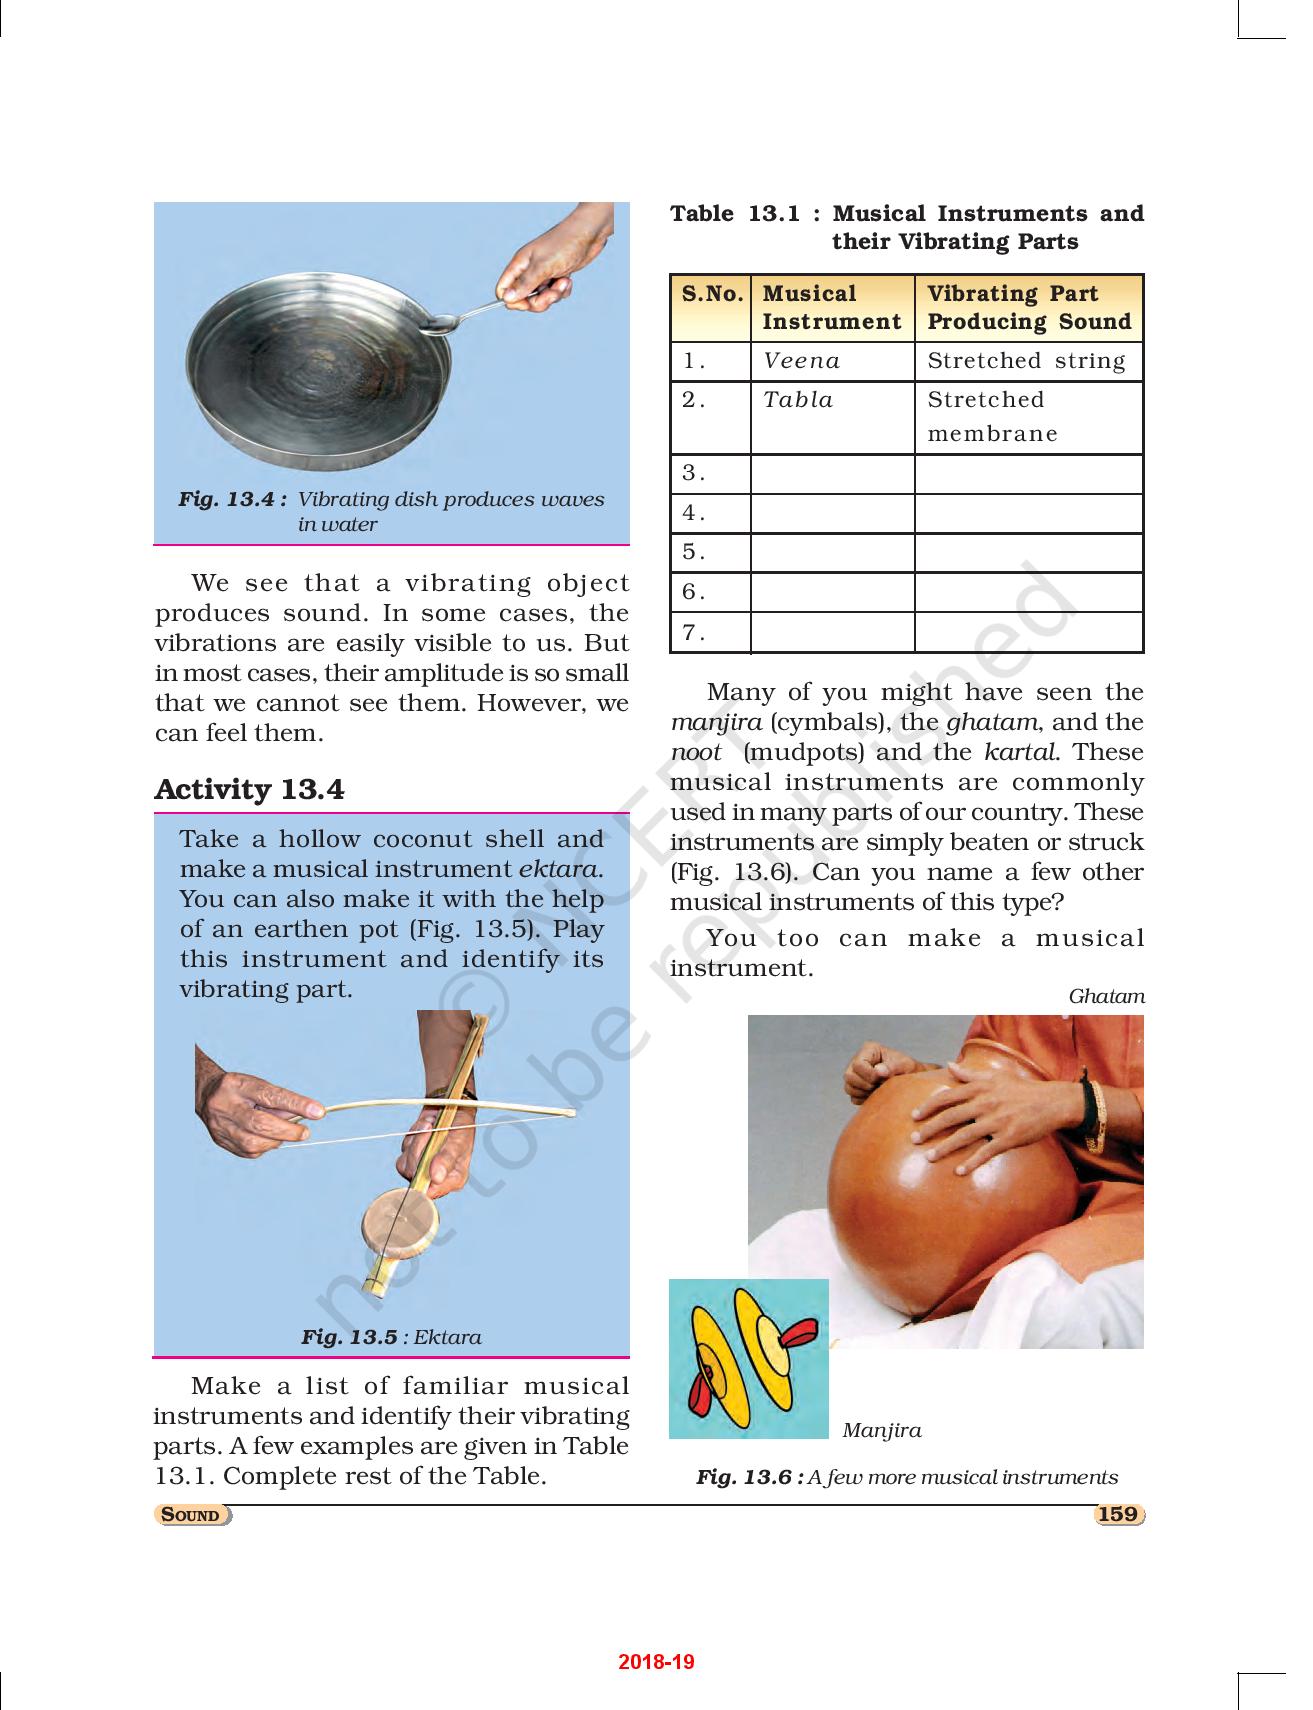 Fig. 13.4 : Vibrating dish produces waves
in water
We see that a vibrating object
produces sound. In some cases, the
vibrations are easily visible to us. But
in most cases, their amplitude is so small
that we cannot see them. However, we
can feel them.
Activity 13.4
Take a hollow coconut shell and
make a musical instrument ektara.
You can also make it with the help
of an earthen pot (Fig. 13.5). Play
this instrument and identify its
vibrating part.
Fig. 13.5 : Ektara
Make a list of familiar musical
instruments and identify their vibrating
parts. A few examples are given in Table
13.1. Complete rest of the Table.
Table 13.1 : Musical Instruments and
their Vibrating Parts
S.No. Musical Vibrating Part
Instrument Producing Sound
1. Veena Stretched string
2. Tabla Stretched
membrane
3.
4.
5.
6.
7.
Many of you might have seen the
manjira (cymbals), the ghatam, and the
noot (mudpots) and the kartal. These
musical instruments are commonly
used in many parts of our country. These
instruments are simply beaten or struck
(Fig. 13.6). Can you name a few other
musical instruments of this type?
You too can make a musical
instrument.
Ghatam
Manjira
Fig. 13.6 : A few more musical instruments
SOUND
159
© NCERT
not to be republished
2018-19